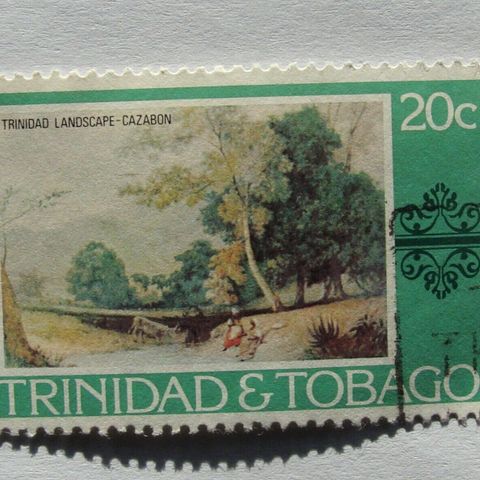 TRINIDAD LANDSCAPE-CAZABON
20c
TRINIDAD & TOBAGO